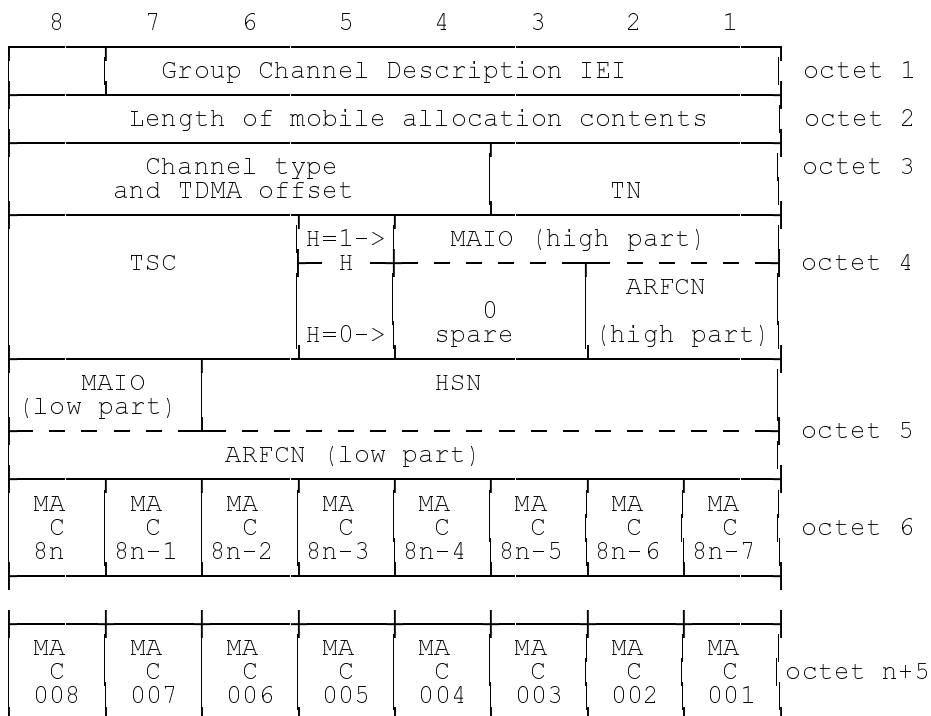 8 7 6 5 4 3 2 1
Group Channel Description IEI octet 1
Length of mobile allocation contents octet 2
Channel type octet 3
and TDMA offset TN
H=1-> MAIO (high part)
TSC H octet 4
ARFCN
0
H=0-> spare (high part)
MAIO HSN
(low part)
octet 5
ARFCN (low part)
MA MA MA MA MA MA MA MA
C C C C C C C C octet 6
8n 8n-1 8n-2 8n-3 8n-4 8n-5 8n-6 8n-7
MA MA MA MA MA MA MA MA
C C C C C C C C octet n+5
008 007 006 005 004 003 002 001